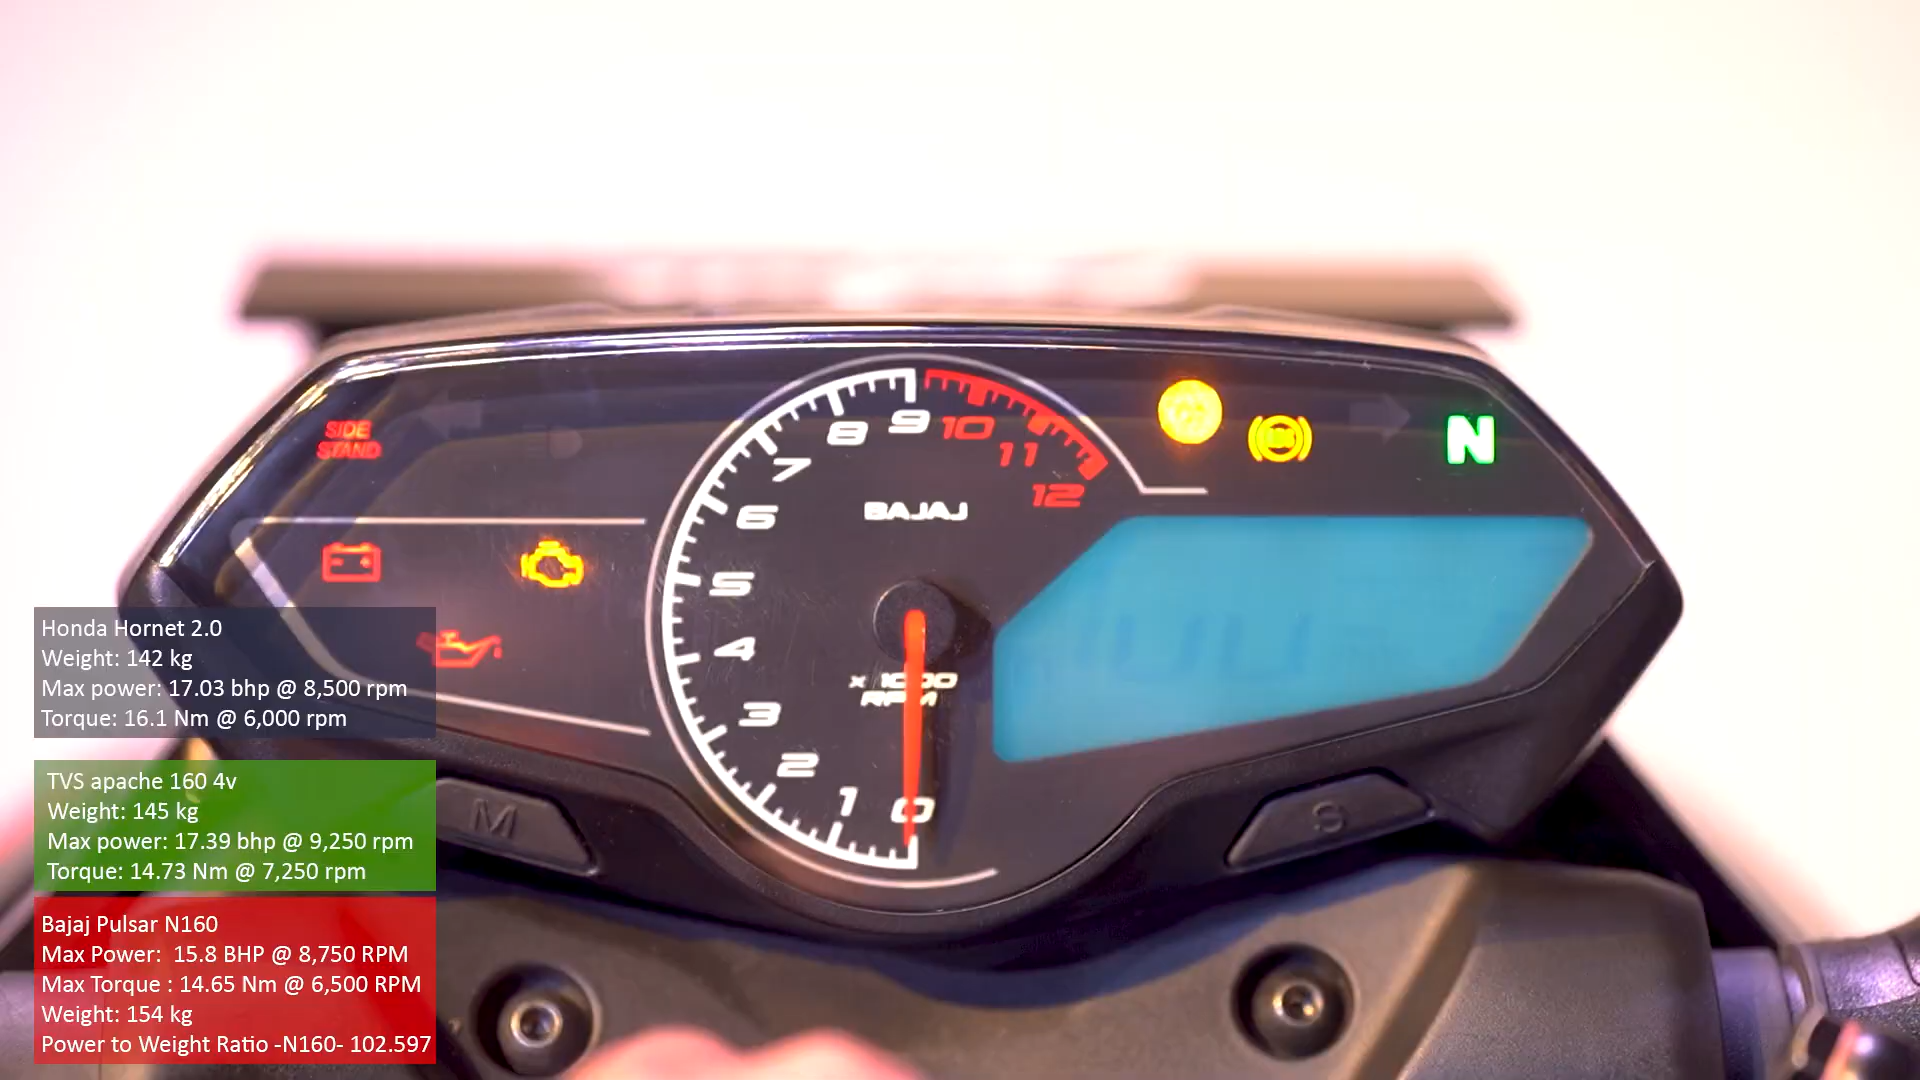 SIDE
STAND
8 9 10
7 11
6 12
BAJAJ
5
4
x 1000
RPM
3
2
1 0
N
M
S
Honda Hornet 2.0
Weight: 142 kg
Max power: 17.03 bhp @ 8,500 rpm
Torque: 16.1 Nm @ 6,000 rpm
TVS apache 160 4v
Weight: 145 kg
Max power: 17.39 bhp @ 9,250 rpm
Torque: 14.73 Nm @ 7,250 rpm
Bajaj Pulsar N160
Max Power: 15.8 BHP @ 8,750 RPM
Max Torque : 14.65 Nm @ 6,500 RPM
Weight: 154 kg
Power to Weight Ratio -N160- 102.597